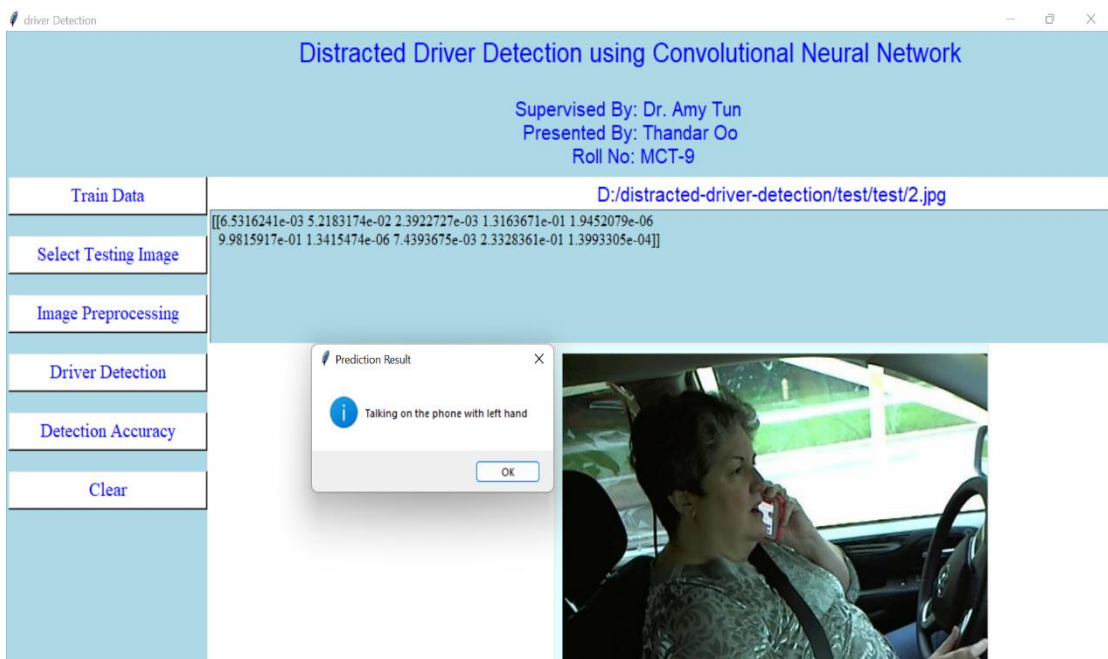 driver Detection
Distracted Driver Detection using Convolutional Neural Network
Supervised By: Dr. Amy Tun
Presented By: Thandar Oo
Roll No: MCT-9
Train Data
D:/distracted-driver-detection/test/test/2.jpg
[[6.5316241e-03 5.2183174e-02 2.3922727e-03 1.3163671e-01 1.9452079e-06
9.9815917e-01 1.3415474e-06 7.4393675e-03 2.3328361e-01 1.3993305e-04]]
Select Testing Image
Image Preprocessing
Driver Detection
Detection Accuracy
Clear
Prediction Result
Talking on the phone with left hand
OK